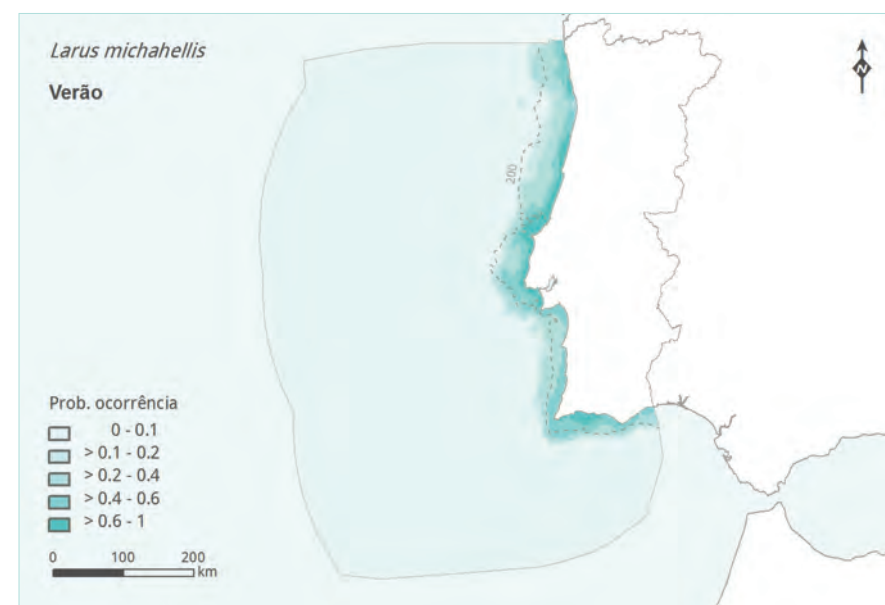 Larus michahellis
Verão
N
200
Prob. ocorrência
0 - 0.1
> 0.1 - 0.2
> 0.2 - 0.4
> 0.4 - 0.6
> 0.6 - 1
0 100 200
km